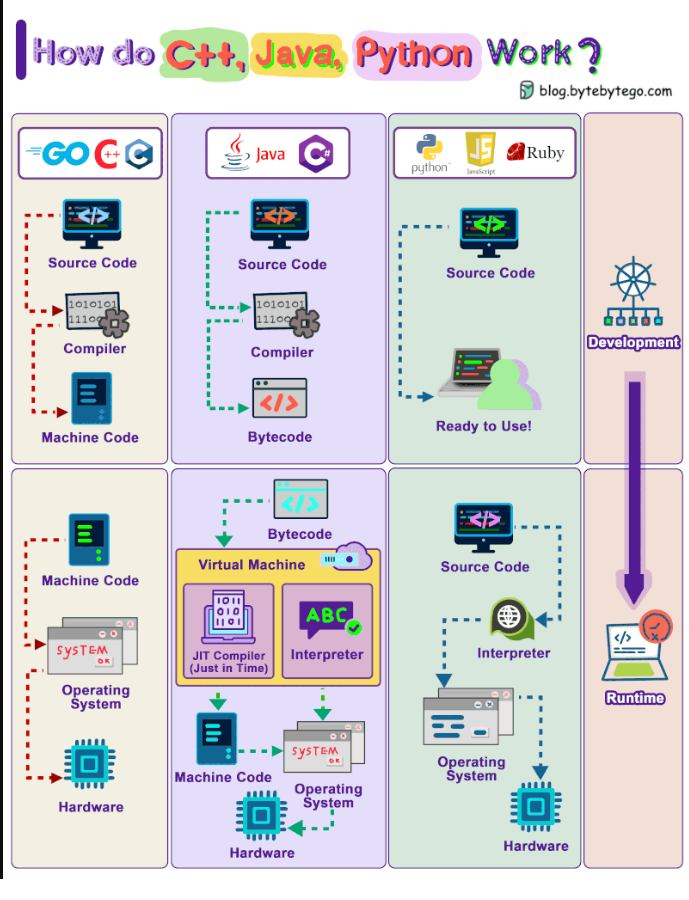 How do C++, Java, Python Work?
blog.bytebytego.com
GO C++ C
Java C#
python JS JavaScript Ruby
Source Code
1010101
11100
Compiler
Machine Code
Source Code
1010101
11100
Compiler
</>
Bytecode
Source Code
Ready to Use!
Development
Machine Code
SYSTEM
OK
Operating
System
Hardware
Bytecode
Virtual Machine
JIT Compiler
(Just in Time)
ABC
Interpreter
Machine Code
SYSTEM
OK
Operating
System
Hardware
Source Code
Interpreter
Operating
System
Hardware
</>
Runtime